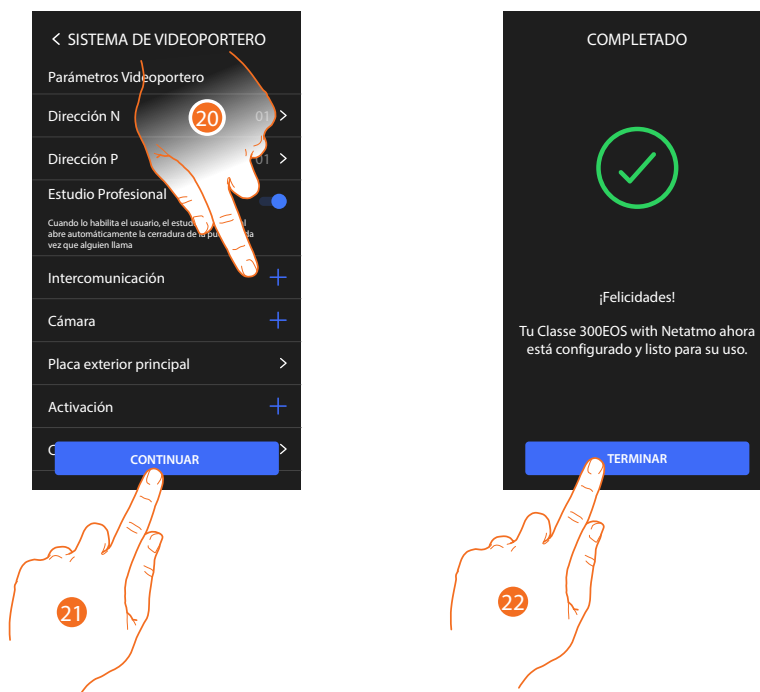 < SISTEMA DE VIDEOPORTERO
Parámetros Videoportero
Dirección N 01 >
20
Dirección P 01 >
Estudio Profesional
Cuando lo habilita el usuario, el
abre automáticamente la cerradura de
vez que alguien llama
Intercomunicación +
Cámara +
Placa exterior principal >
Activación +
CONTINUAR
21
COMPLETADO
¡Felicidades!
Tu Classe 300EOS with Netatmo ahora
está configurado y listo para su uso.
TERMINAR
22